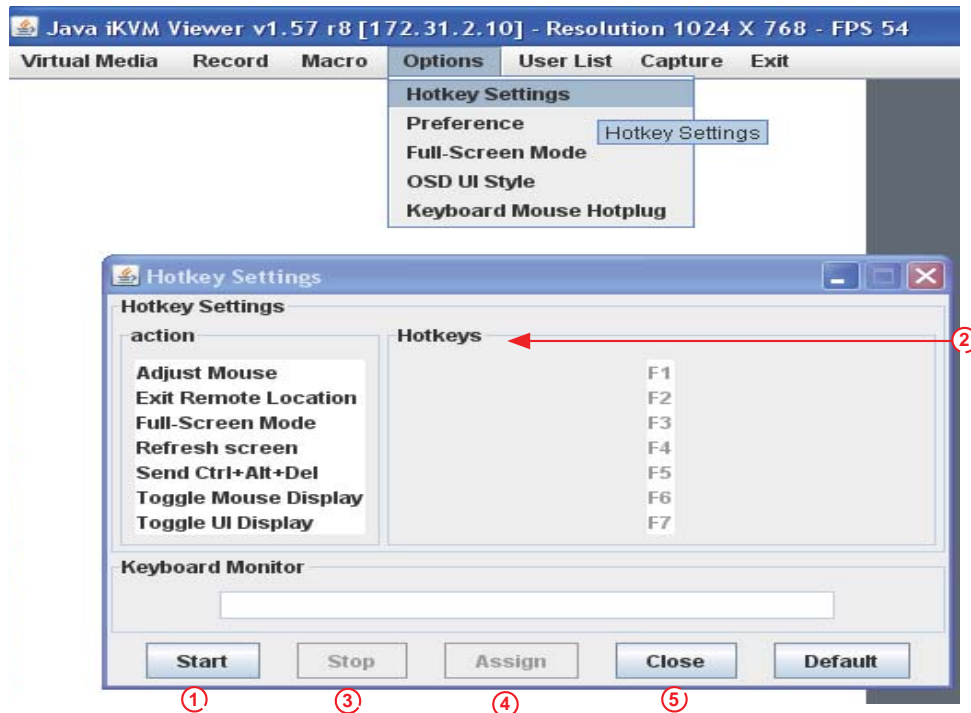 Java iKVM Viewer v1.57 r8 [172.31.2.10] - Resolution 1024 X 768 - FPS 54
Virtual Media Record Macro Options User List Capture Exit
Hotkey Settings
Preference
Hotkey Settings
Full-Screen Mode
OSD UI Style
Keyboard Mouse Hotplug
Hotkey Settings
Hotkey Settings
action Hotkeys 2
Adjust Mouse F1
Exit Remote Location F2
Full-Screen Mode F3
Refresh screen F4
Send Ctrl+Alt+Del F5
Toggle Mouse Display F6
Toggle UI Display F7
Keyboard Monitor
Start Stop Assign Close Default
1 3 4 5